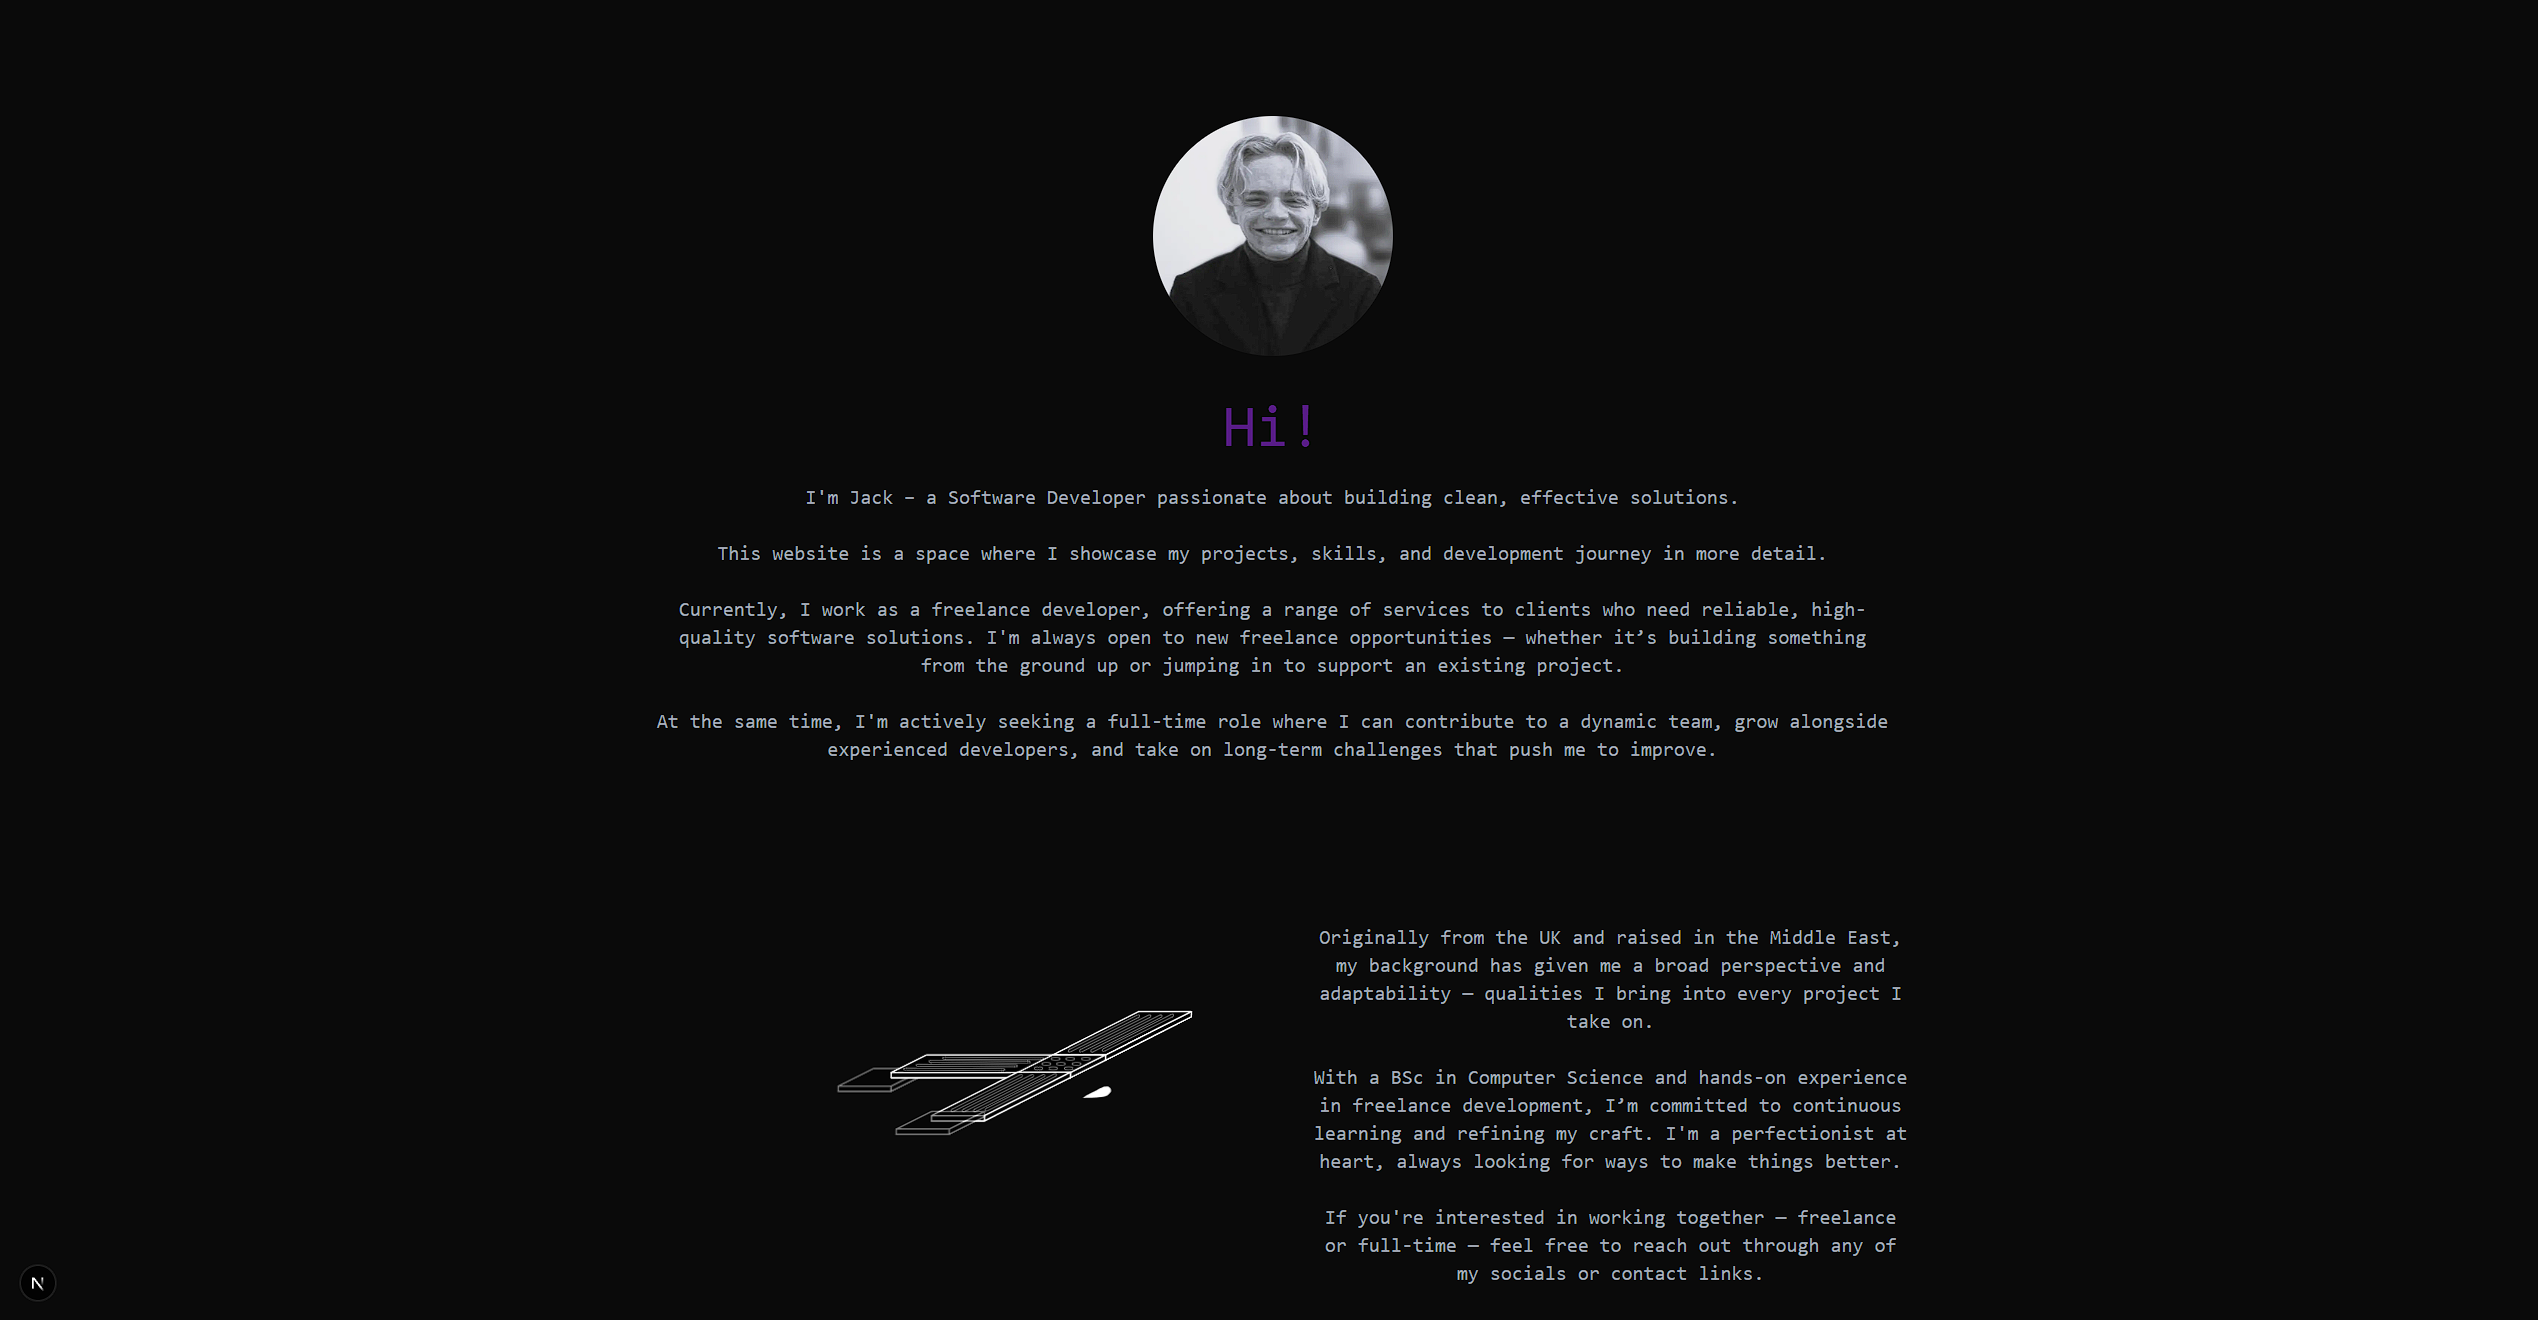 Hi!
I'm Jack – a Software Developer passionate about building clean, effective solutions.
This website is a space where I showcase my projects, skills, and development journey in more detail.
Currently, I work as a freelance developer, offering a range of services to clients who need reliable, high-
quality software solutions. I'm always open to new freelance opportunities — whether it’s building something
from the ground up or jumping in to support an existing project.
At the same time, I'm actively seeking a full-time role where I can contribute to a dynamic team, grow alongside
experienced developers, and take on long-term challenges that push me to improve.
Originally from the UK and raised in the Middle East,
my background has given me a broad perspective and
adaptability — qualities I bring into every project I
take on.
With a BSc in Computer Science and hands-on experience
in freelance development, I’m committed to continuous
learning and refining my craft. I'm a perfectionist at
heart, always looking for ways to make things better.
If you're interested in working together — freelance
or full-time — feel free to reach out through any of
my socials or contact links.
N